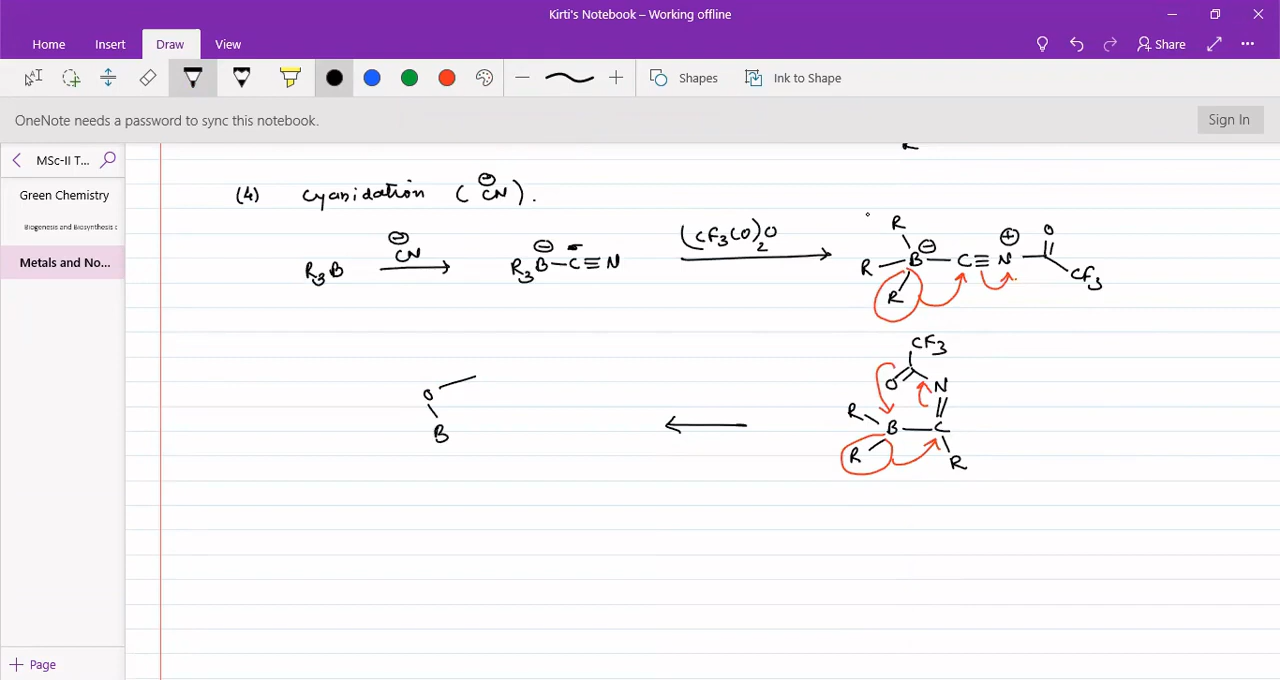 Kirti's Notebook – Working offline
Home Insert Draw View Share
Shapes Ink to Shape
OneNote needs a password to sync this notebook. Sign In
MSc-II T...
Green Chemistry
Biogenesis and Biosynthesis
Metals and No...
Page
(4) Cyanidation (⊖CN).
R3B ⊖CN R3B⊖–C≡N (CF3CO)2O R R R B⊖–C≡N⊕ O CF3
CF3
O N
R B C
R R
O
B